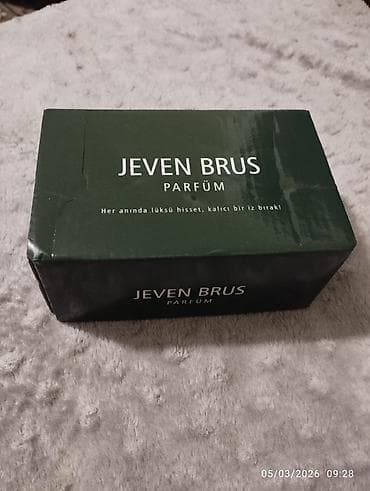 JEVEN BRUS
PARFÜM
Her anında lüksü hisset, kalıcı bir iz bırak!
JEVEN BRUS
PARFÜM
05/03/2026 09:28